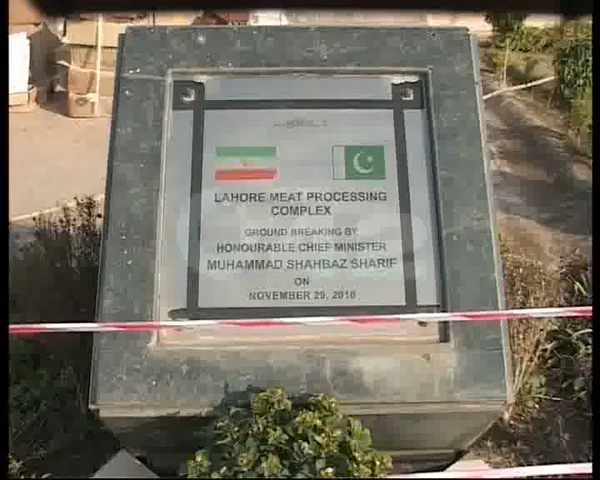 LAHORE MEAT PROCESSING
COMPLEX
GROUND BREAKING BY
HONOURABLE CHIEF MINISTER
MUHAMMAD SHAHBAZ SHARIF
ON
NOVEMBER 29, 2010